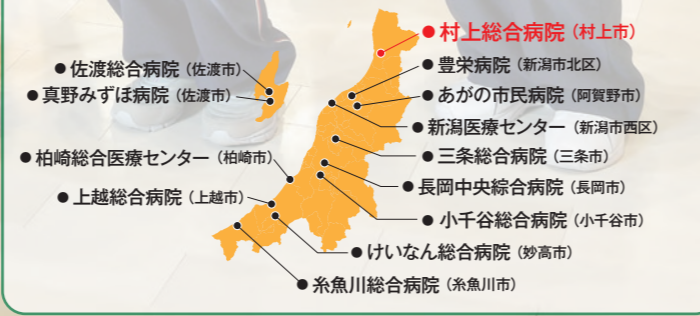 村上総合病院（村上市）
豊栄病院（新潟市北区）
あがの市民病院（阿賀野市）
新潟医療センター（新潟市西区）
三条総合病院（三条市）
長岡中央綜合病院（長岡市）
小千谷総合病院（小千谷市）
けいなん総合病院（妙高市）
糸魚川総合病院（糸魚川市）
佐渡総合病院（佐渡市）
真野みずほ病院（佐渡市）
柏崎総合医療センター（柏崎市）
上越総合病院（上越市）